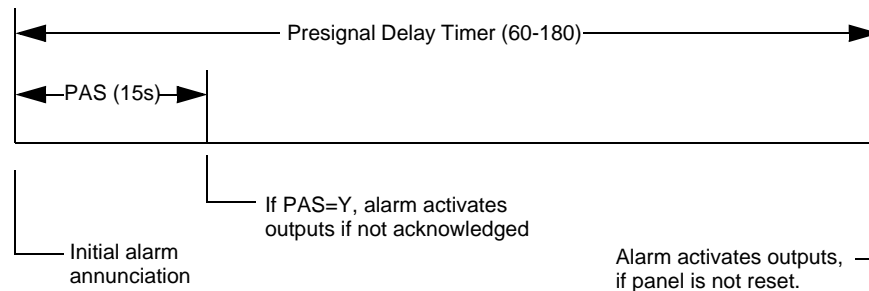 Presignal Delay Timer (60-180)
PAS (15s)
If PAS=Y, alarm activates
outputs if not acknowledged
Initial alarm
annunciation
Alarm activates outputs,
if panel is not reset.